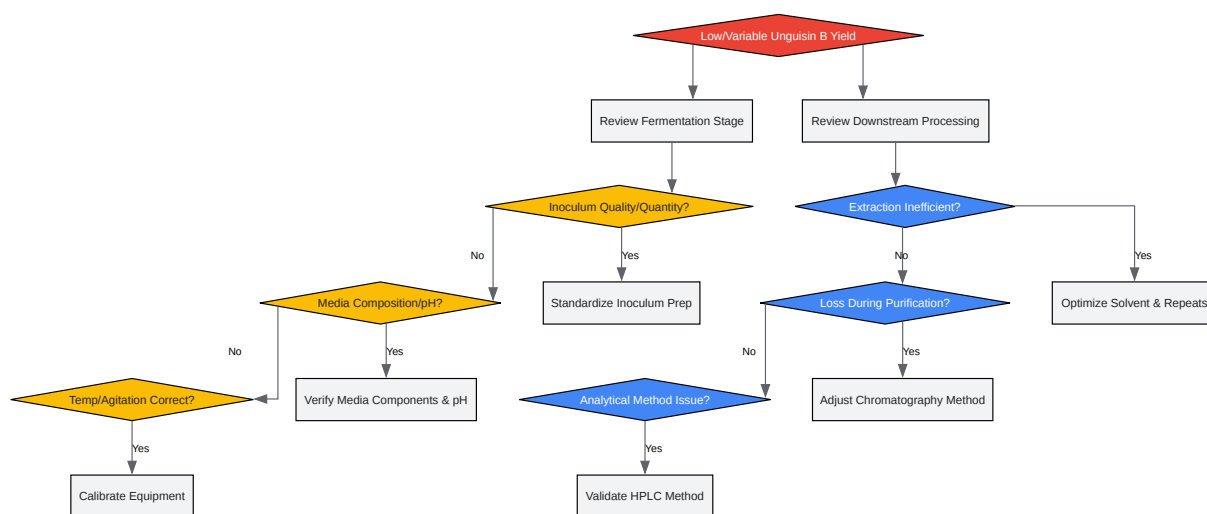 Low/Variable Unguisin B Yield
Review Fermentation Stage
Review Downstream Processing
Inoculum Quality/Quantity?
Extraction Inefficient?
No
Yes
No
Yes
Media Composition/pH?
Standardize Inoculum Prep
Loss During Purification?
Optimize Solvent & Repeats
No
Yes
No
Yes
Temp/Agitation Correct?
Verify Media Components & pH
Analytical Method Issue?
Adjust Chromatography Method
Yes
Yes
Calibrate Equipment
Validate HPLC Method